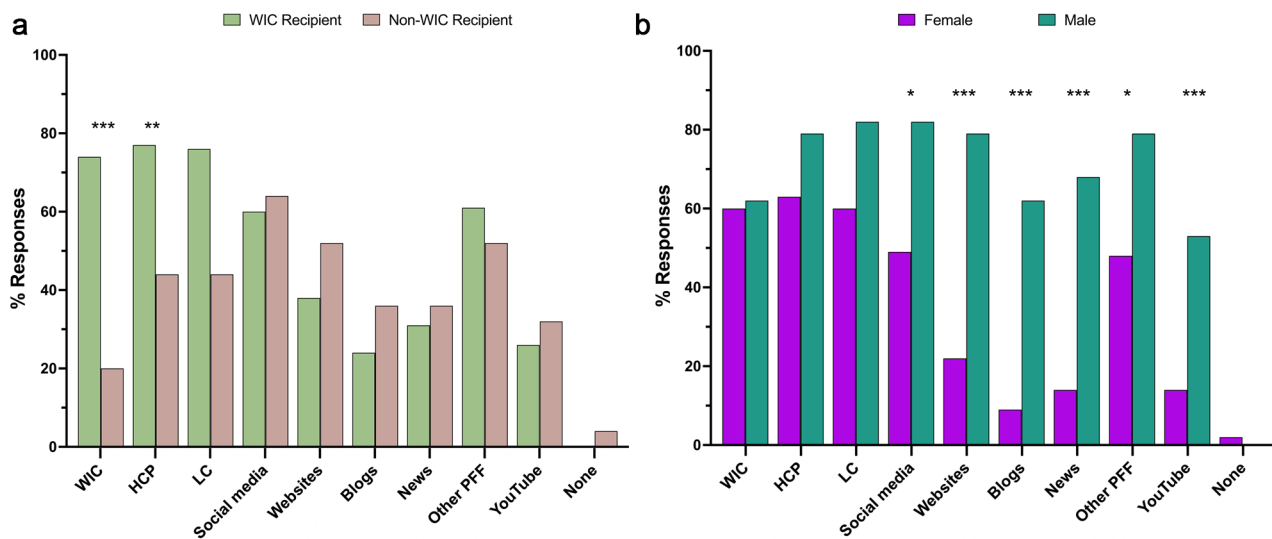 a
WIC Recipient Non-WIC Recipient
% Responses
100
80
60
40
20
0
*** **
WIC HCP LC Social media Websites Blogs News Other PFF YouTube None
b
Female Male
% Responses
100
80
60
40
20
0
* *** *** *** * ***
WIC HCP LC Social media Websites Blogs News Other PFF YouTube None